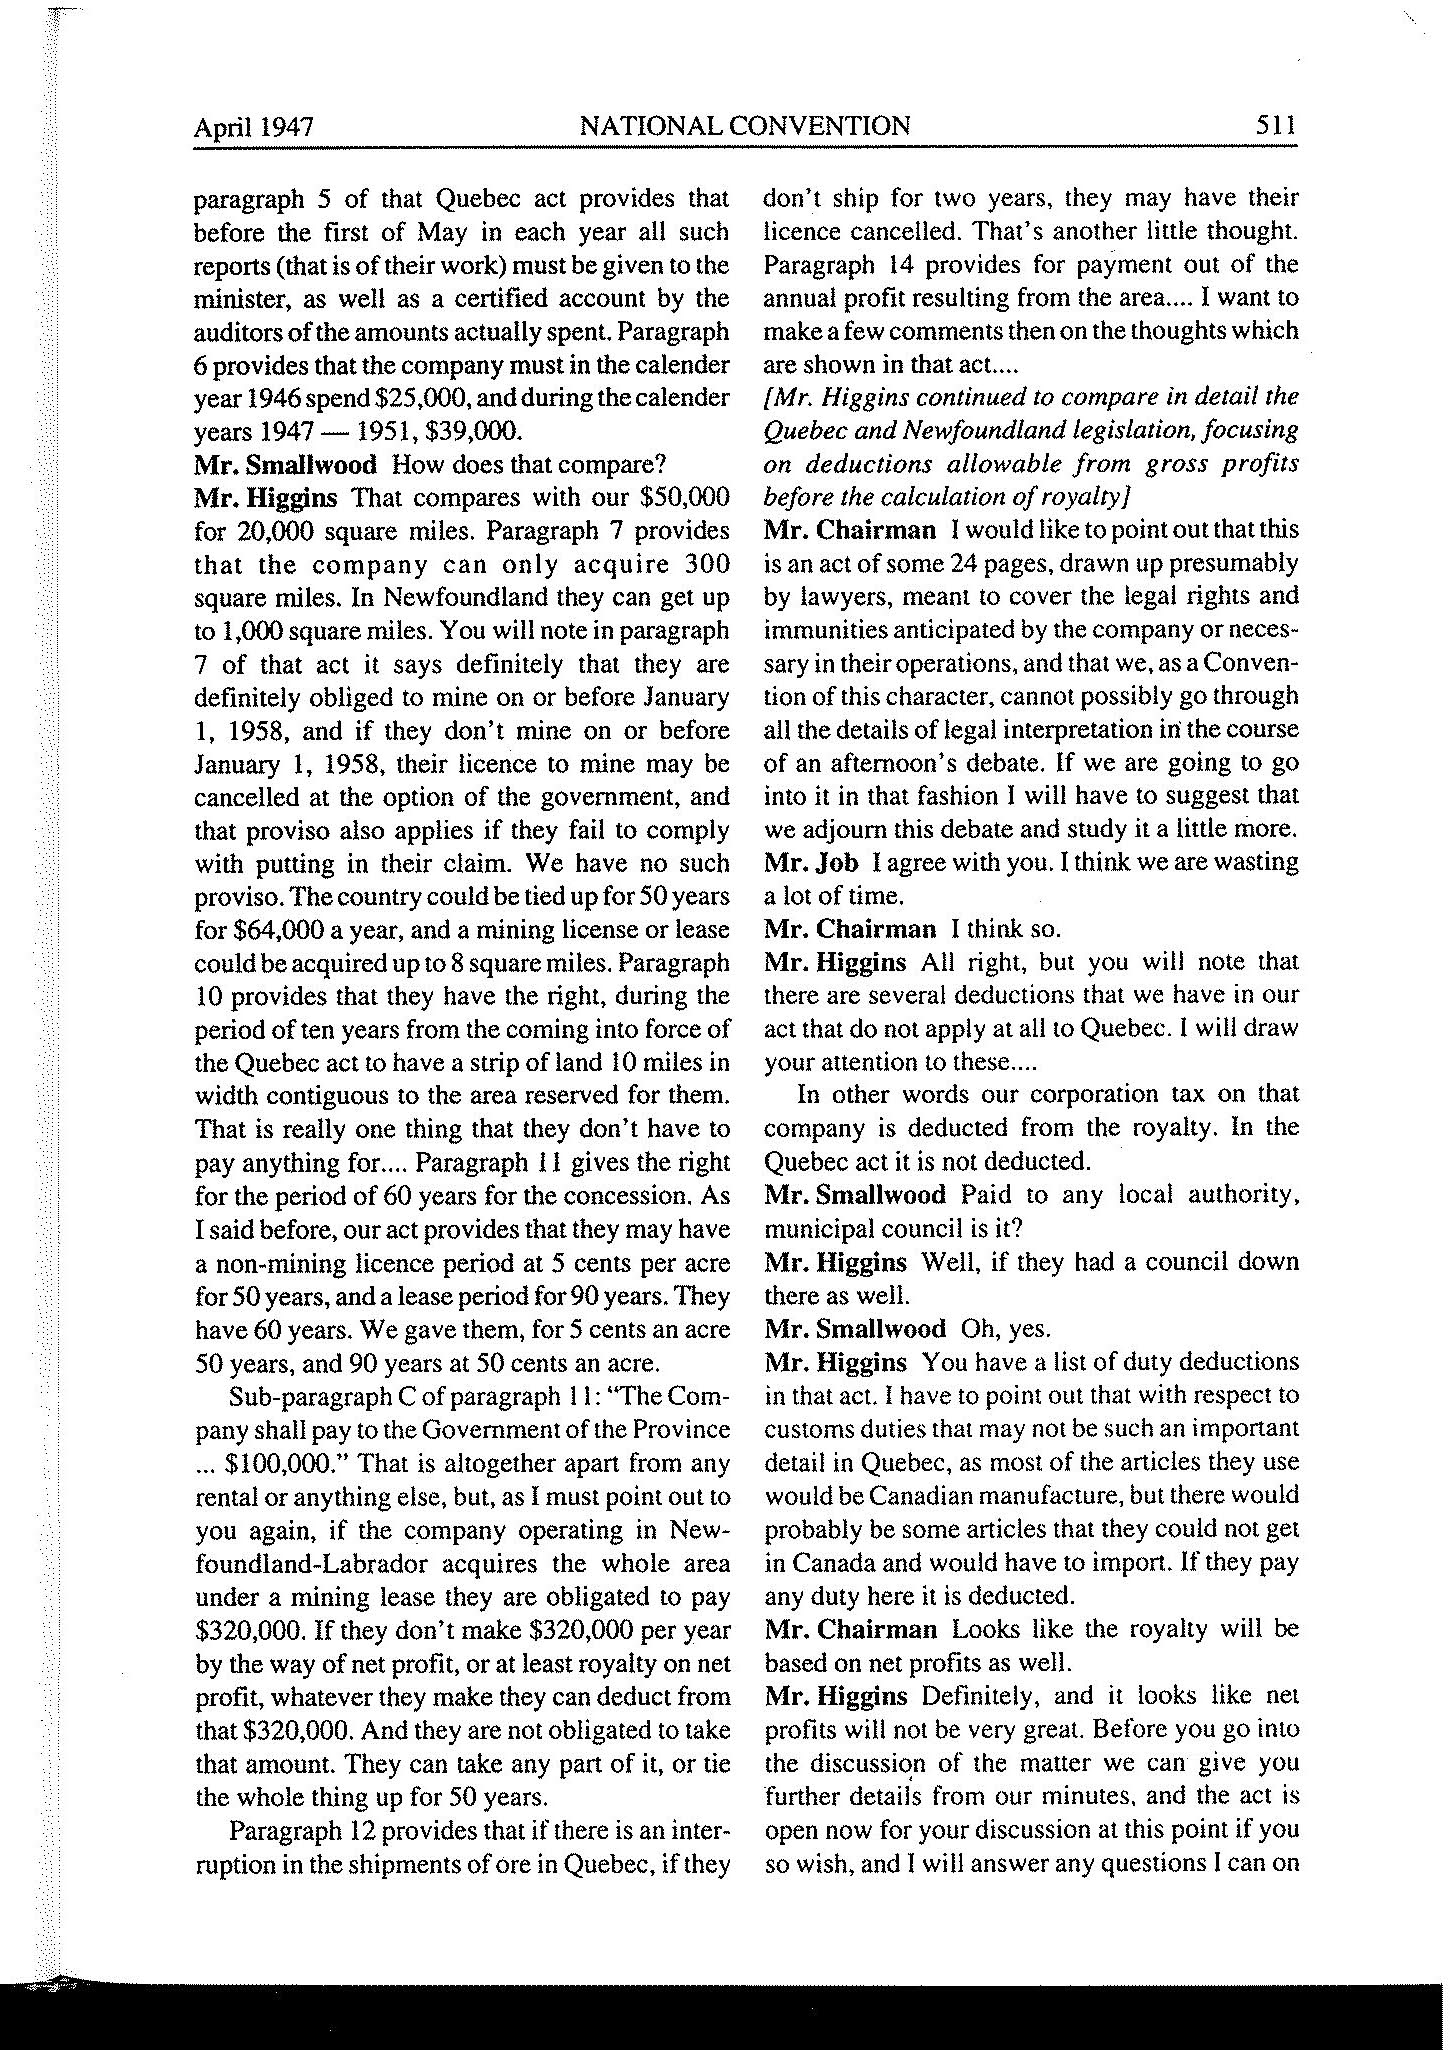 April 1947 NATIONAL CONVENTION 511
paragraph 5 of that Quebec act provides that
before the first of May in each year all such
reports (that is of their work) must be given to the
minister, as well as a certified account by the
auditors of the amounts actually spent. Paragraph
6 provides that the company must in the calender
year 1946 spend $25,000, and during the calender
years 1947 — 1951, $39,000.
Mr. Smallwood How does that compare?
Mr. Higgins That compares with our $50,000
for 20,000 square miles. Paragraph 7 provides
that the company can only acquire 300
square miles. In Newfoundland they can get up
to 1,000 square miles. You will note in paragraph
7 of that act it says definitely that they are
definitely obliged to mine on or before January
1, 1958, and if they don't mine on or before
January 1, 1958, their licence to mine may be
cancelled at the option of the government, and
that proviso also applies if they fail to comply
with putting in their claim. We have no such
proviso. The country could be tied up for 50 years
for $64,000 a year, and a mining license or lease
could be acquired up to 8 square miles. Paragraph
10 provides that they have the right, during the
period of ten years from the coming into force of
the Quebec act to have a strip of land 10 miles in
width contiguous to the area reserved for them.
That is really one thing that they don't have to
pay anything for.... Paragraph 11 gives the right
for the period of 60 years for the concession. As
I said before, our act provides that they may have
a non-mining licence period at 5 cents per acre
for 50 years, and a lease period for 90 years. They
have 60 years. We gave them, for 5 cents an acre
50 years, and 90 years at 50 cents an acre.
Sub-paragraph C of paragraph 11: "The Com-
pany shall pay to the Government of the Province
... $100,000." That is altogether apart from any
rental or anything else, but, as I must point out to
you again, if the company operating in New-
foundland-Labrador acquires the whole area
under a mining lease they are obligated to pay
$320,000. If they don't make $320,000 per year
by the way of net profit, or at least royalty on net
profit, whatever they make they can deduct from
that $320,000. And they are not obligated to take
that amount. They can take any part of it, or tie
the whole thing up for 50 years.
Paragraph 12 provides that if there is an inter-
ruption in the shipments of ore in Quebec, if they
don't ship for two years, they may have their
licence cancelled. That's another little thought.
Paragraph 14 provides for payment out of the
annual profit resulting from the area.... I want to
make a few comments then on the thoughts which
are shown in that act....
[Mr. Higgins continued to compare in detail the
Quebec and Newfoundland legislation, focusing
on deductions allowable from gross profits
before the calculation of royalty]
Mr. Chairman I would like to point out that this
is an act of some 24 pages, drawn up presumably
by lawyers, meant to cover the legal rights and
immunities anticipated by the company or neces-
sary in their operations, and that we, as a Conven-
tion of this character, cannot possibly go through
all the details of legal interpretation in the course
of an afternoon's debate. If we are going to go
into it in that fashion I will have to suggest that
we adjourn this debate and study it a little more.
Mr. Job I agree with you. I think we are wasting
a lot of time.
Mr. Chairman I think so.
Mr. Higgins All right, but you will note that
there are several deductions that we have in our
act that do not apply at all to Quebec. I will draw
your attention to these....
In other words our corporation tax on that
company is deducted from the royalty. In the
Quebec act it is not deducted.
Mr. Smallwood Paid to any local authority,
municipal council is it?
Mr. Higgins Well, if they had a council down
there as well.
Mr. Smallwood Oh, yes.
Mr. Higgins You have a list of duty deductions
in that act. I have to point out that with respect to
customs duties that may not be such an important
detail in Quebec, as most of the articles they use
would be Canadian manufacture, but there would
probably be some articles that they could not get
in Canada and would have to import. If they pay
any duty here it is deducted.
Mr. Chairman Looks like the royalty will be
based on net profits as well.
Mr. Higgins Definitely, and it looks like net
profits will not be very great. Before you go into
the discussion of the matter we can give you
further details from our minutes, and the act is
open now for your discussion at this point if you
so wish, and I will answer any questions I can on